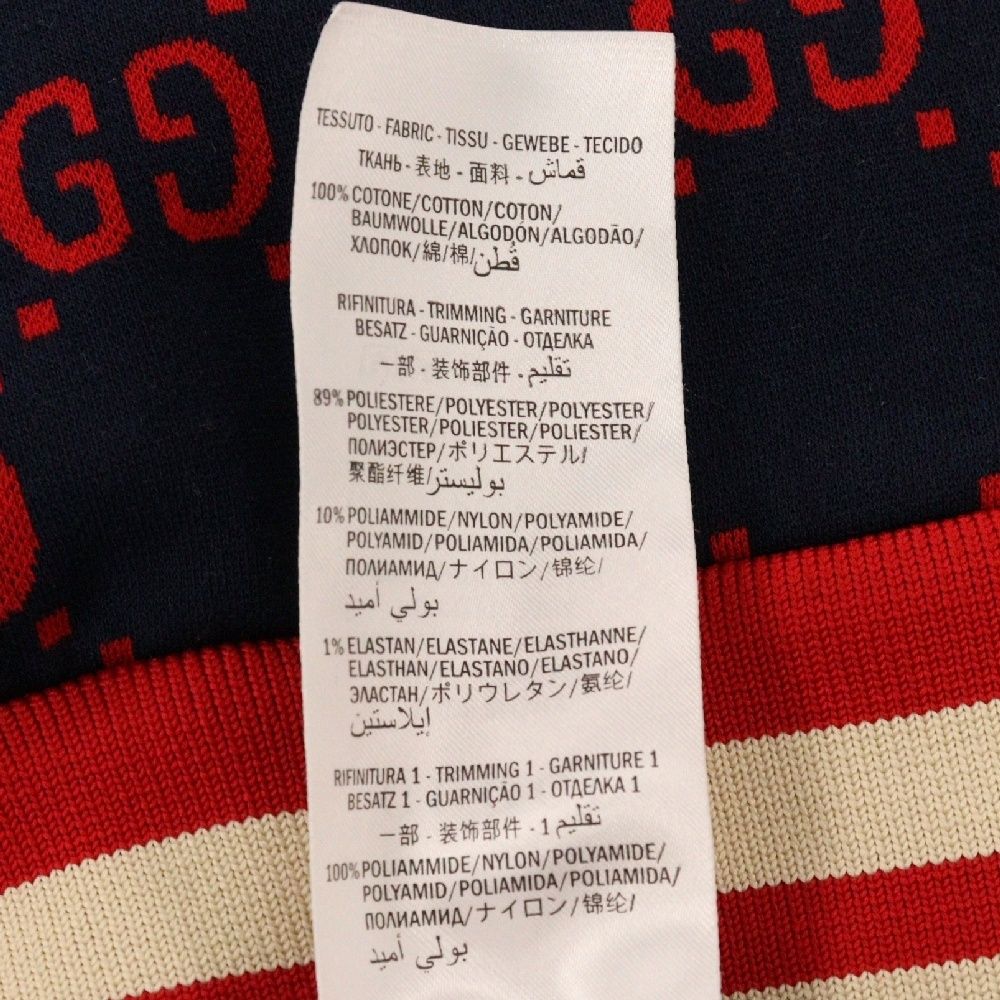 GG
GG
TESSUTO - FABRIC - TISSU - GEWEBE - TECIDO
ТКАНЬ - 表地 - 面料 - قماش
100% COTONE/COTTON/COTON/
BAUMWOLLE/ALGODÓN/ALGODÃO/
ХЛОПОК/綿/棉/قُطن
RIFINITURA - TRIMMING - GARNITURE
BESATZ - GUARNIÇÃO - ОТДЕЛКА
一部 - 装饰部件 - تقليم
89% POLIESTERE/POLYESTER/POLYESTER/
POLYESTER/POLIESTER/POLIESTER/
ПОЛИЭСТЕР/ポリエステル/
聚酯纤维/بوليستر
10% POLIAMMIDE/NYLON/POLYAMIDE/
POLYAMID/POLIAMIDA/POLIAMIDA/
ПОЛИАМИД/ナイロン/锦纶/
بولي أميد
1% ELASTAN/ELASTANE/ELASTHANNE/
ELASTHAN/ELASTANO/ELASTANO/
ЭЛАСТАН/ポリウレタン/氨纶/
إيلاستين
RIFINITURA 1 - TRIMMING 1 - GARNITURE 1
BESATZ 1 - GUARNIÇÃO 1 - ОТДЕЛКА 1
一部 - 装饰部件 - 1 تقليم
100% POLIAMMIDE/NYLON/POLYAMIDE/
POLYAMID/POLIAMIDA/POLIAMIDA/
ПОЛИАМИД/ナイロン/锦纶/
بولي أميد